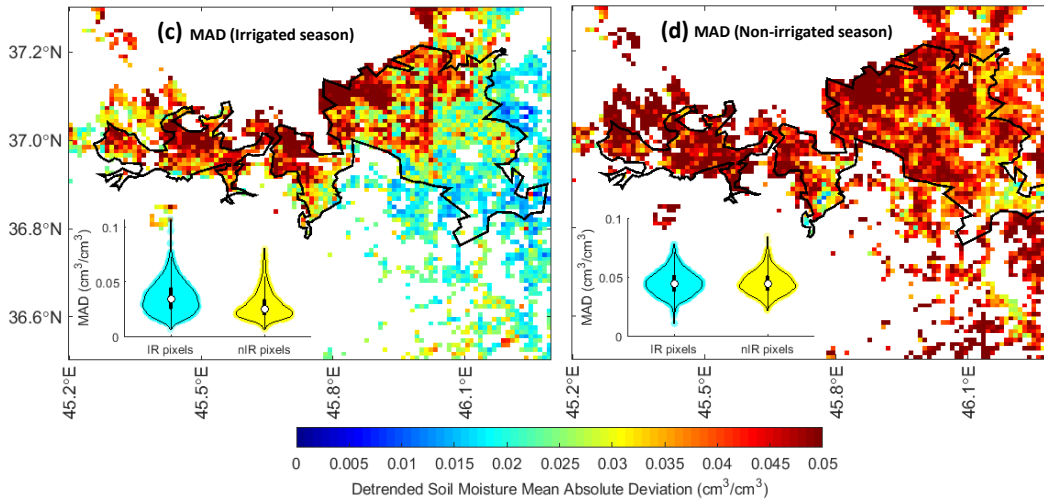 (c) MAD (Irrigated season)
(d) MAD (Non-irrigated season)
37.2°N
37.0°N
36.8°N
36.6°N
MAD (cm³/cm³)
0.1
0.05
0
IR pixels
nIR pixels
MAD (cm³/cm³)
0.1
0.05
0
IR pixels
nIR pixels
45.2°E
45.5°E
45.8°E
46.1°E
45.2°E
45.5°E
45.8°E
46.1°E
0 0.005 0.01 0.015 0.02 0.025 0.03 0.035 0.04 0.045 0.05
Detrended Soil Moisture Mean Absolute Deviation (cm³/cm³)